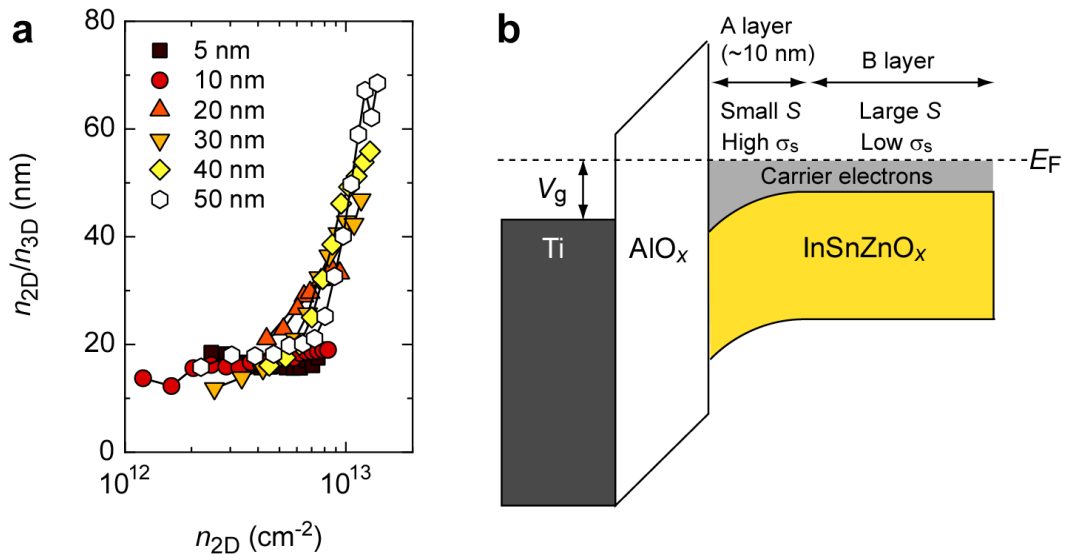 a
80
60
40
20
0
n2D/n3D (nm)
5 nm
10 nm
20 nm
30 nm
40 nm
50 nm
10^12
10^13
n2D (cm^-2)
b
A layer
(~10 nm)
B layer
Small S
High σs
Large S
Low σs
EF
Carrier electrons
Vg
Ti
AlOx
InSnZnOx